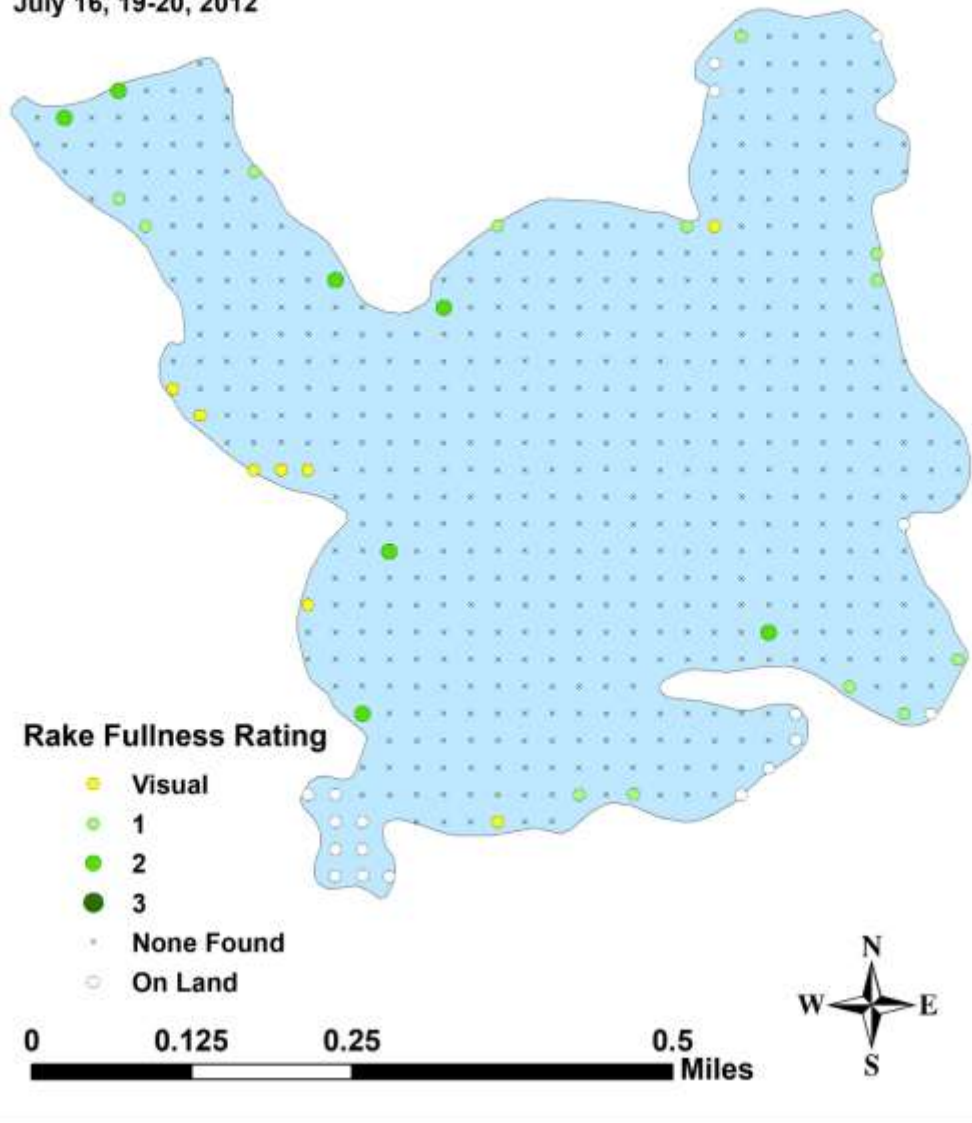 July 16, 19-20, 2012
Rake Fullness Rating
Visual
1
2
3
None Found
On Land
N
W E
S
0 0.125 0.25 0.5
Miles